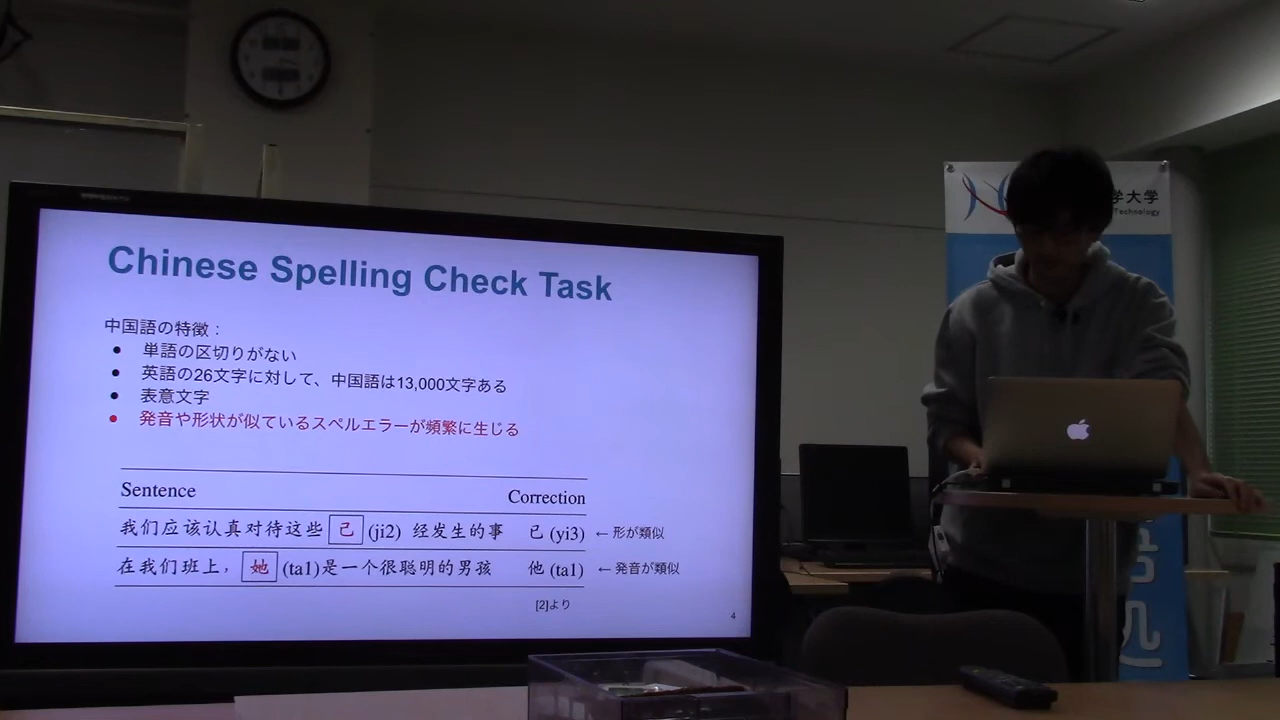 Chinese Spelling Check Task
中国語の特徴：
● 単語の区切りがない
● 英語の26文字に対して、中国語は13,000文字ある
● 表意文字
● 発音や形状が似ているスペルエラーが頻繁に生じる
Sentence Correction
我们应该认真对待这些 己 (ji2) 经发生的事 已 (yi3) ← 形が類似
在我们班上， 她 (ta1)是一个很聪明的男孩 他 (ta1) ← 発音が類似
[2]より
4
学大学
Technology